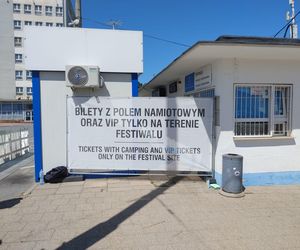 BILETY Z POLEM NAMIOTOWYM
ORAZ VIP TYLKO NA TERENIE
FESTIWALU
TICKETS WITH CAMPING AND VIP TICKETS
ONLY ON THE FESTIVAL SITE